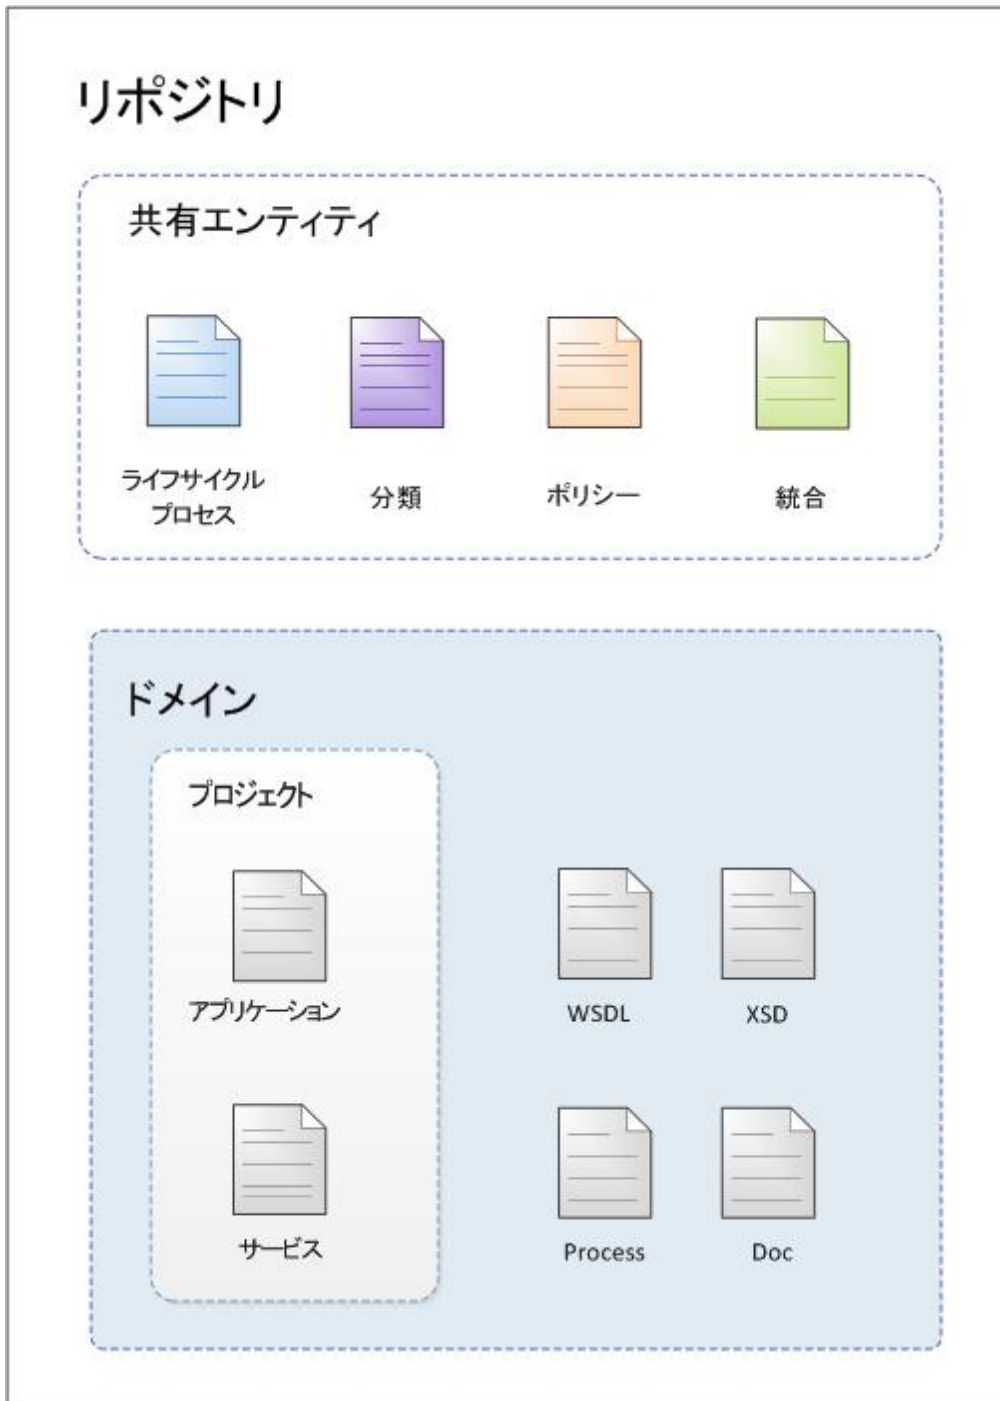 リポジトリ
共有エンティティ
ライフサイクル
プロセス
分類
ポリシー
統合
ドメイン
プロジェクト
アプリケーション
WSDL
XSD
サービス
Process
Doc